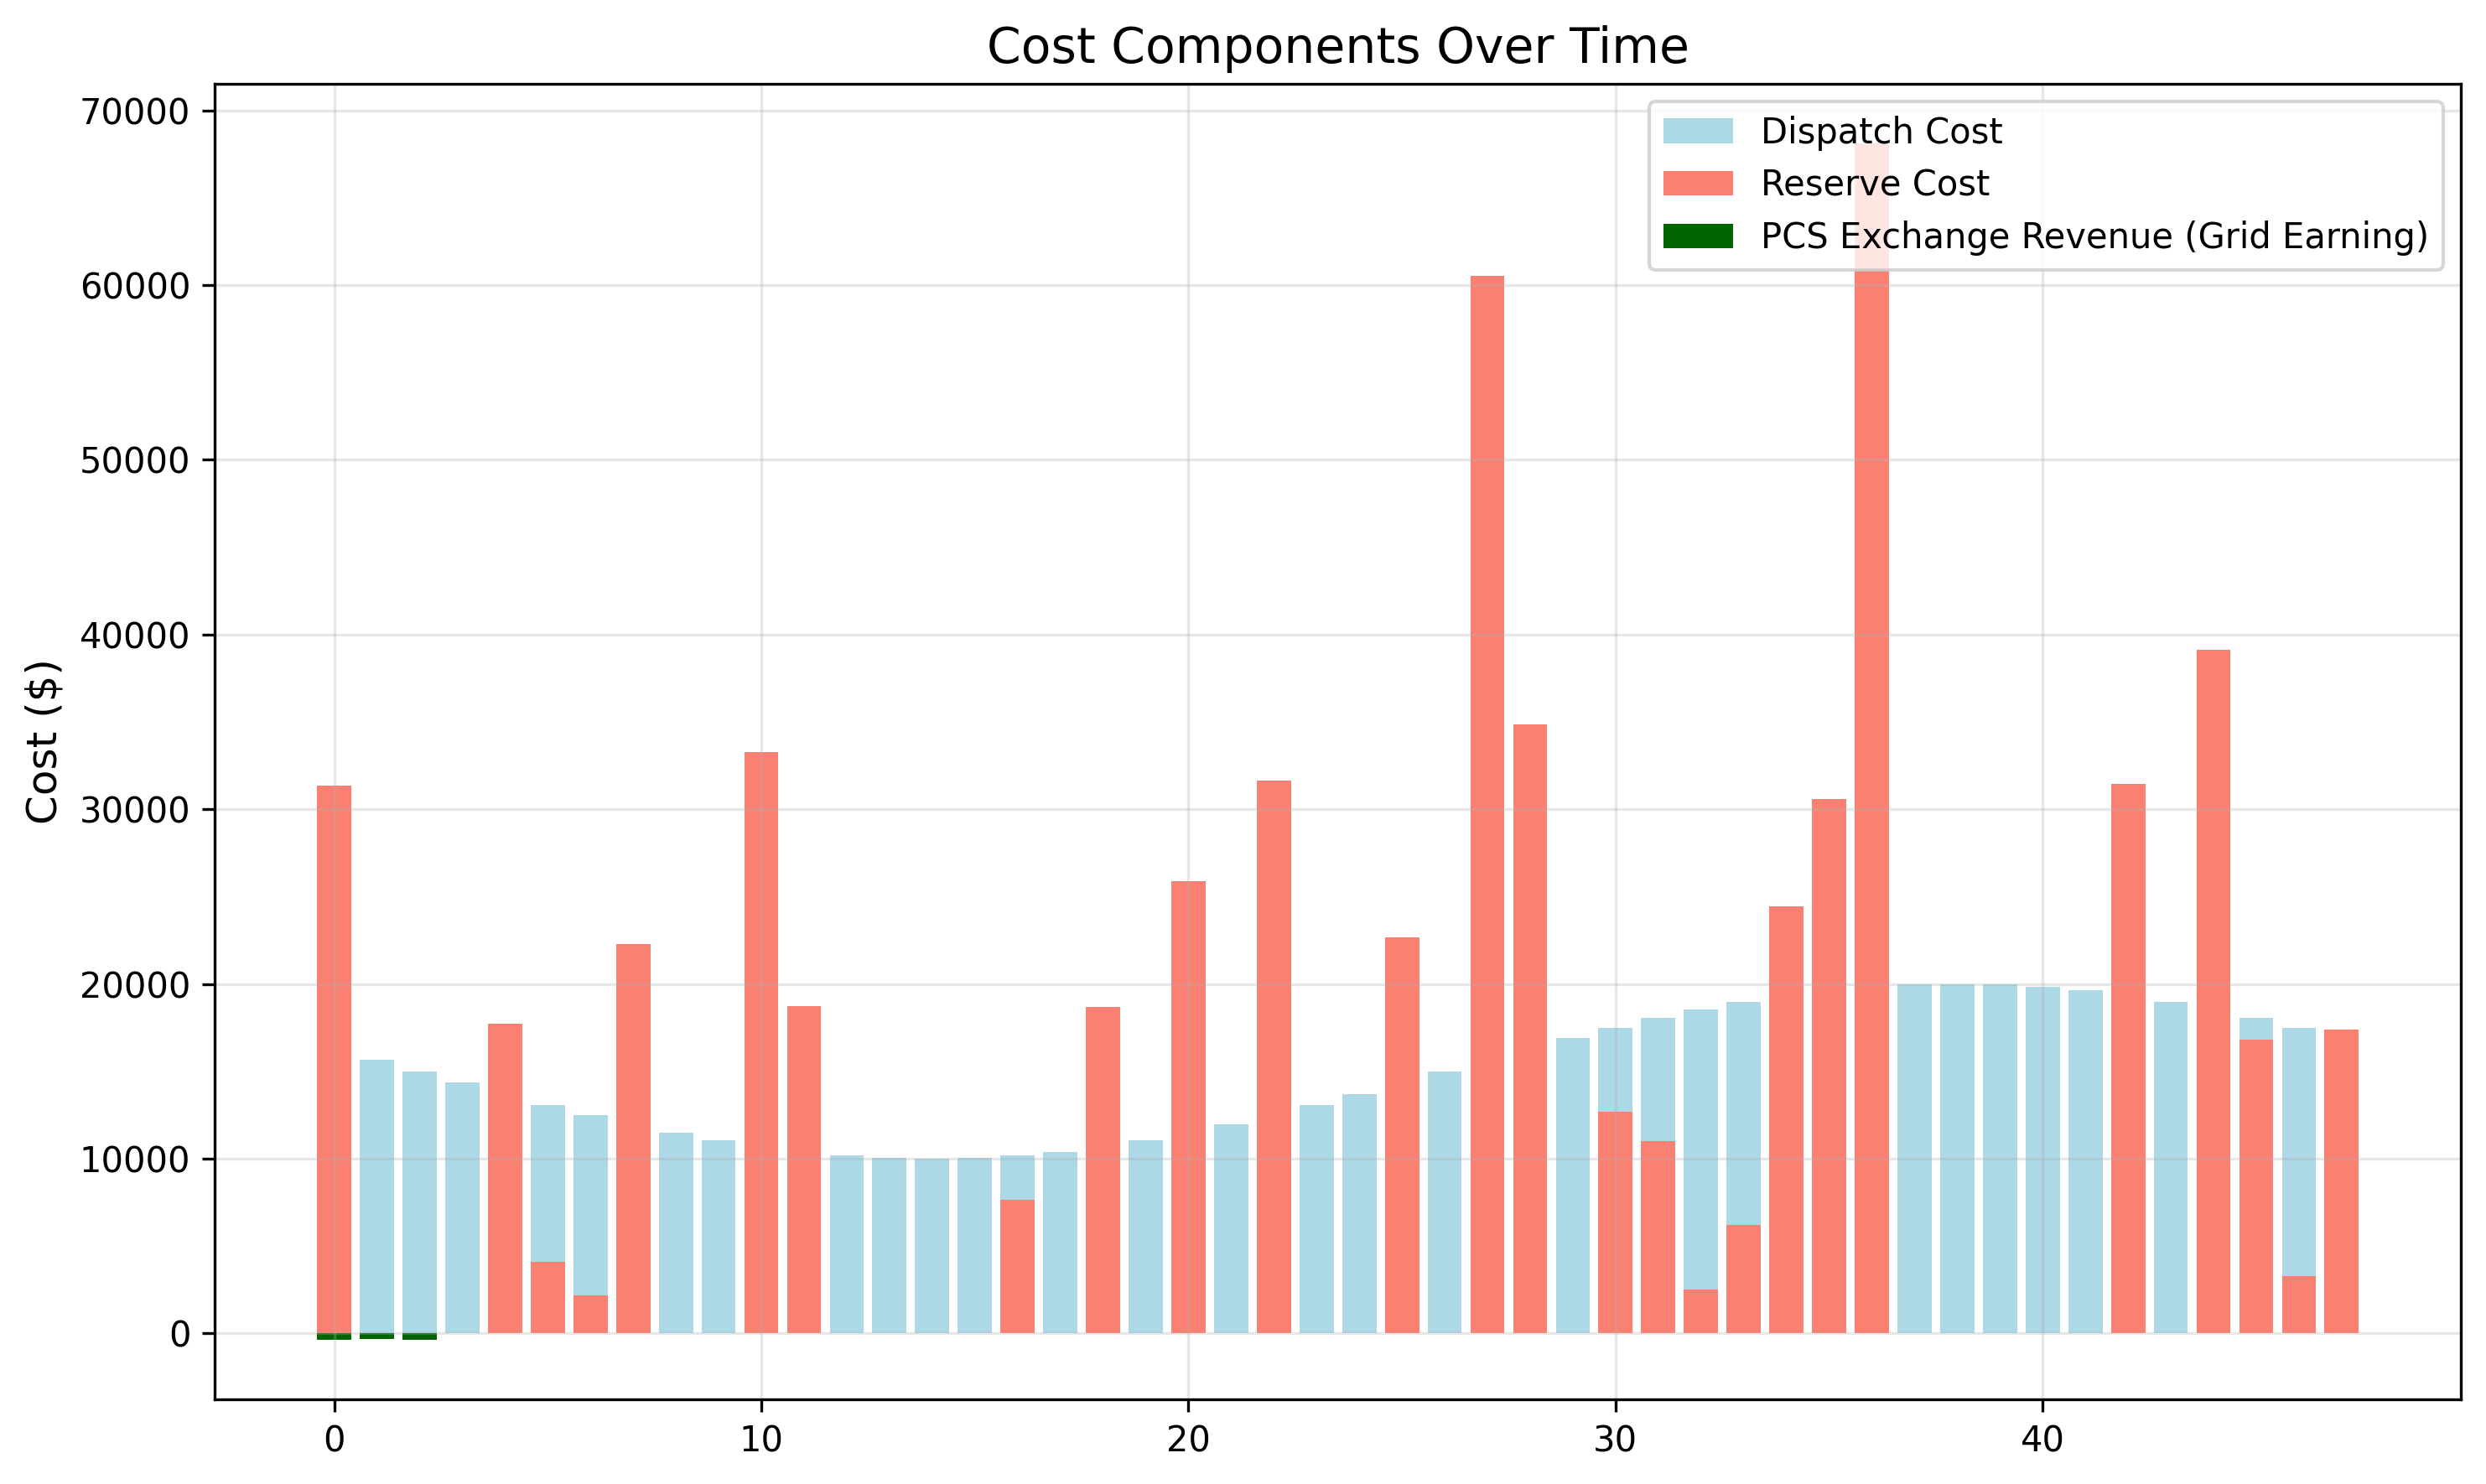 Cost Components Over Time
Cost ($)
70000
60000
50000
40000
30000
20000
10000
0
Dispatch Cost
Reserve Cost
PCS Exchange Revenue (Grid Earning)
0 10 20 30 40